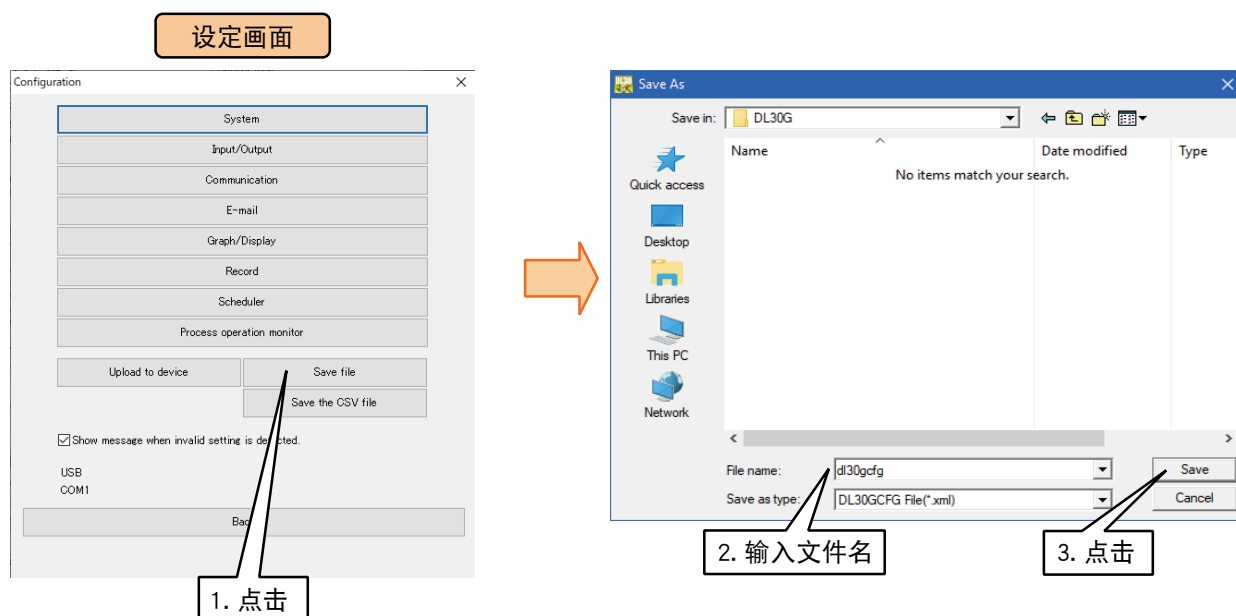 设定画面
Configuration
System
Input/Output
Communication
E-mail
Graph/Display
Record
Scheduler
Process operation monitor
Upload to device
Save file
Save the CSV file
Show message when invalid setting is detected.
USB
COM1
1. 点击
Save As
Save in:
DL30G
Quick access
Desktop
Libraries
This PC
Network
Name
Date modified
Type
No items match your search.
File name:
dl30gcfg
Save
Save as type:
DL30GCFG File(*.xml)
Cancel
2. 输入文件名
3. 点击